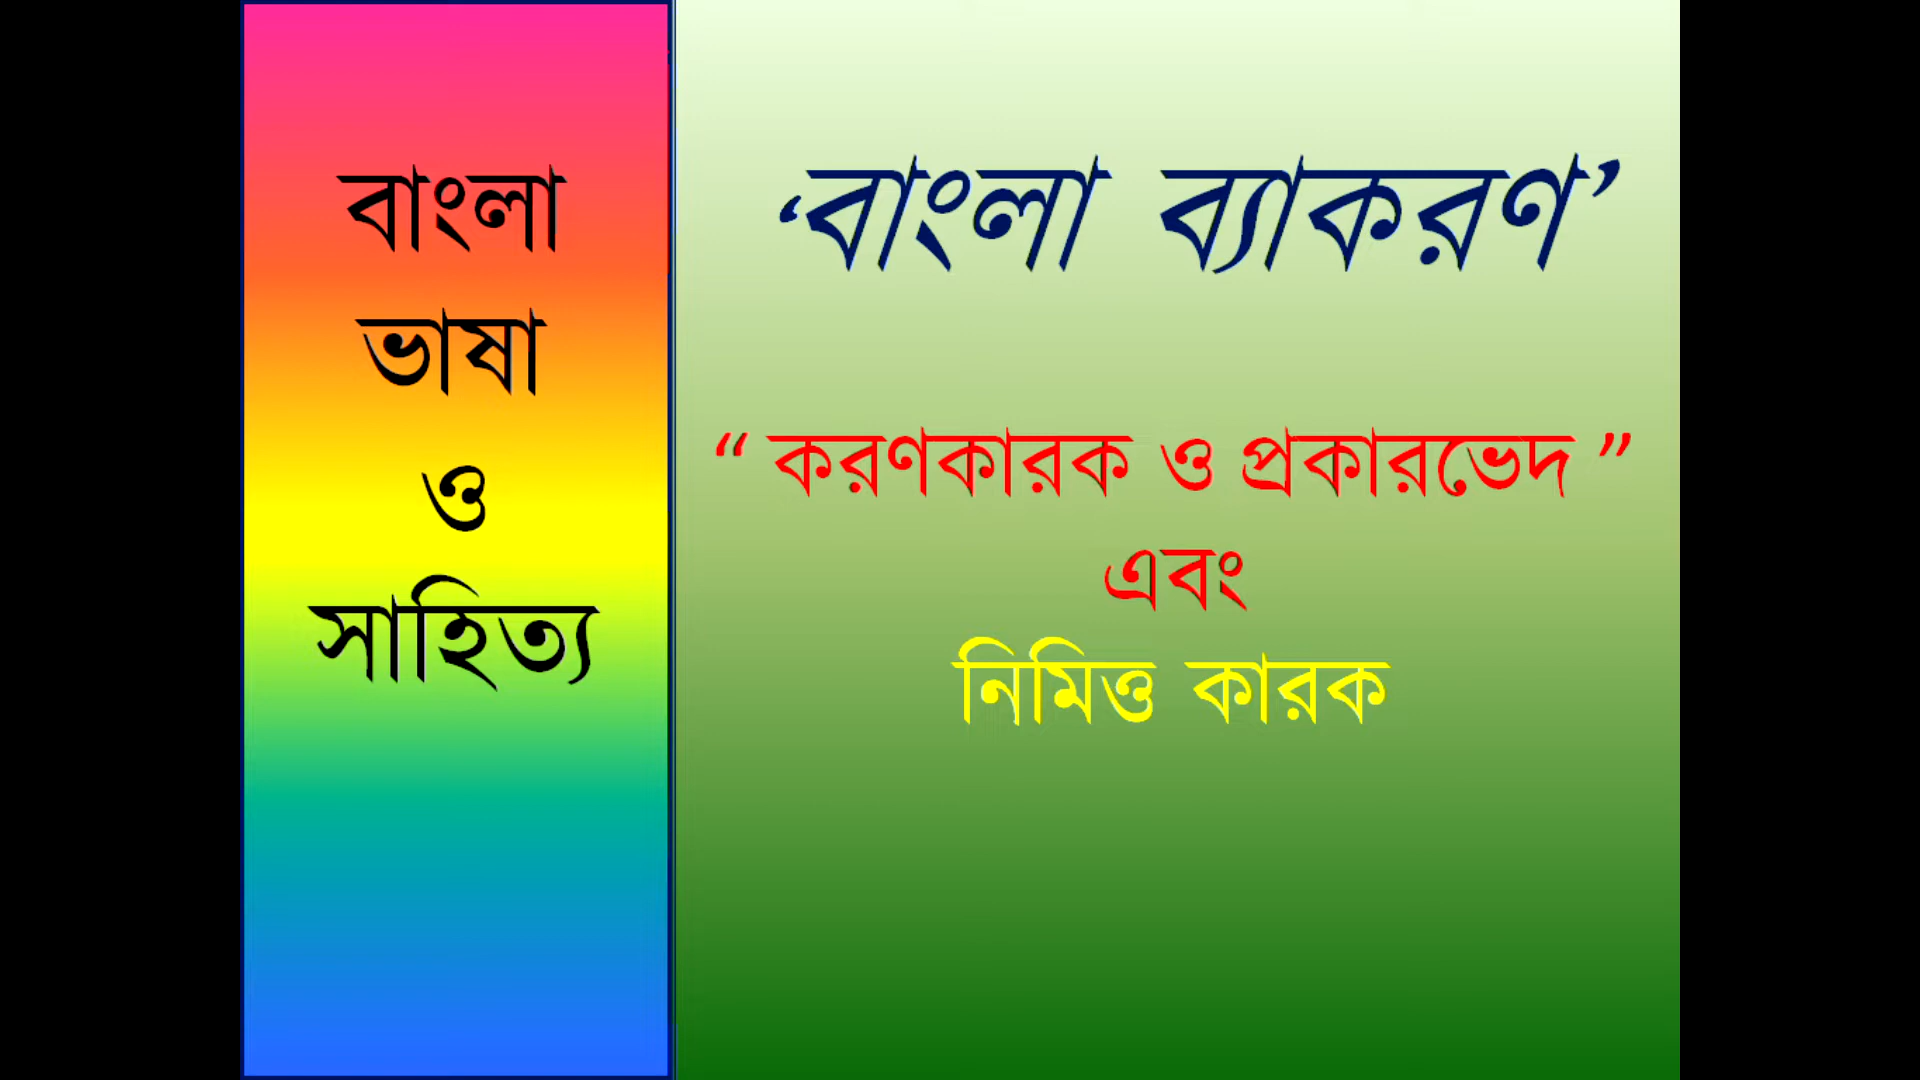 বাংলা
ভাষা
ও
সাহিত্য
‘বাংলা ব্যাকরণ’
“ করণকারক ও প্রকারভেদ ”
এবং
নিমিত্ত কারক